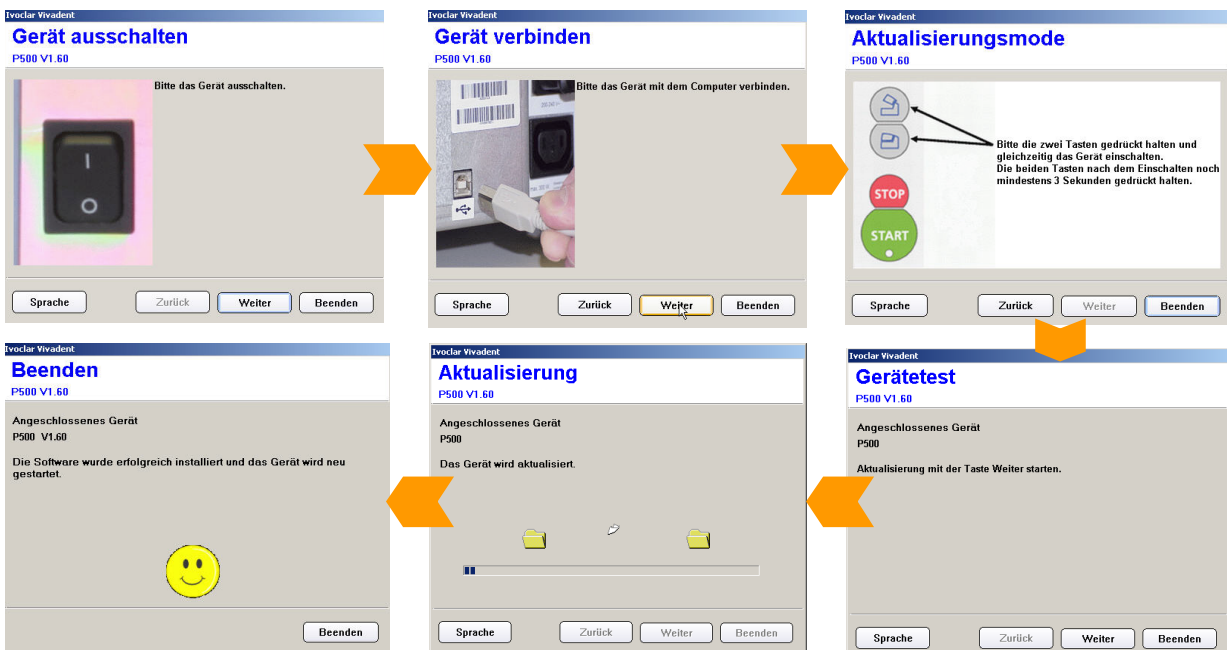 Ivoclar Vivadent
Gerät ausschalten
P500 V1.60
Bitte das Gerät ausschalten.
Sprache
Zurück
Weiter
Beenden
Ivoclar Vivadent
Gerät verbinden
P500 V1.60
Bitte das Gerät mit dem Computer verbinden.
Sprache
Zurück
Weiter
Beenden
Ivoclar Vivadent
Aktualisierungsmode
P500 V1.60
Bitte die zwei Tasten gedrückt halten und
gleichzeitig das Gerät einschalten.
Die beiden Tasten nach dem Einschalten noch
mindestens 3 Sekunden gedrückt halten.
STOP
START
Sprache
Zurück
Weiter
Beenden
Ivoclar Vivadent
Gerätetest
P500 V1.60
Angeschlossenes Gerät
P500
Aktualisierung mit der Taste Weiter starten.
Sprache
Zurück
Weiter
Beenden
Ivoclar Vivadent
Aktualisierung
P500 V1.60
Angeschlossenes Gerät
P500
Das Gerät wird aktualisiert.
Sprache
Zurück
Weiter
Beenden
Ivoclar Vivadent
Beenden
P500 V1.60
Angeschlossenes Gerät
P500 V1.60
Die Software wurde erfolgreich installiert und das Gerät wird neu
gestartet.
Beenden